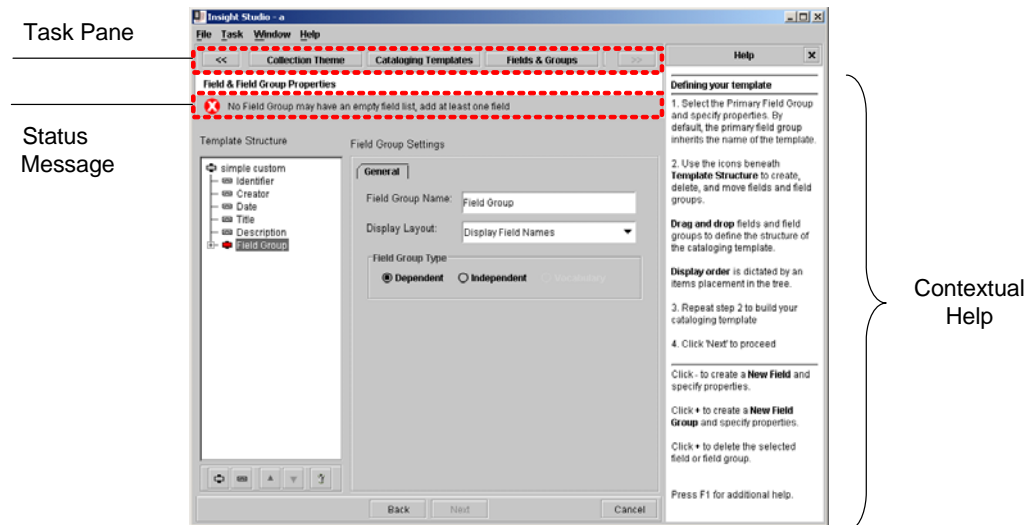 Task Pane
Status
Message
Contextual
Help
Insight Studio - a
File Task Window Help
<< Collection Theme Cataloging Templates Fields & Groups >>
Field & Field Group Properties
No Field Group may have an empty field list, add at least one field
Template Structure
simple custom
Identifier
Creator
Date
Title
Description
Field Group
Field Group Settings
General
Field Group Name: Field Group
Display Layout: Display Field Names
Field Group Type
Dependent Independent Vocabulary
Back Next Cancel
Help
Defining your template
1. Select the Primary Field Group
and specify properties. By
default, the primary field group
inherits the name of the template.
2. Use the icons beneath
Template Structure to create,
delete, and move fields and field
groups.
Drag and drop fields and field
groups to define the structure of
the cataloging template.
Display order is dictated by an
items placement in the tree.
3. Repeat step 2 to build your
cataloging template
4. Click 'Next' to proceed
Click - to create a New Field and
specify properties.
Click + to create a New Field
Group and specify properties.
Click + to delete the selected
field or field group.
Press F1 for additional help.